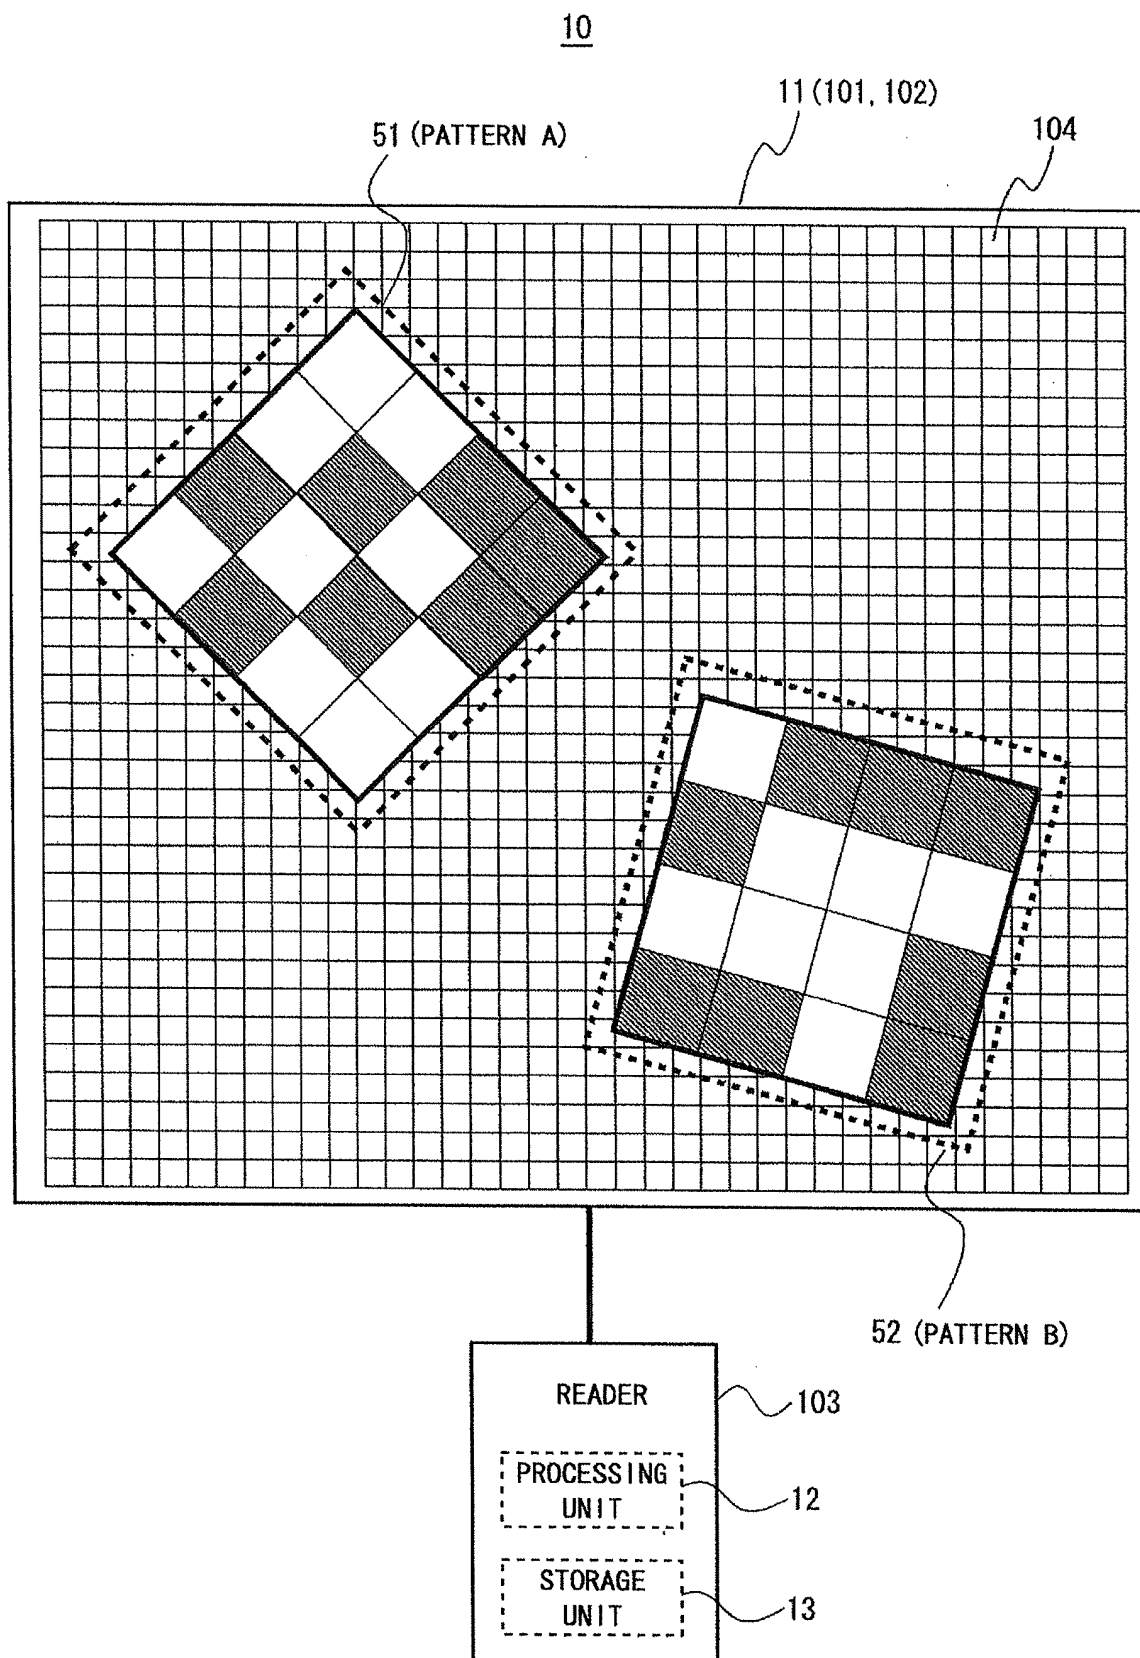 10
11(101, 102)
51 (PATTERN A)
104
52 (PATTERN B)
READER
103
PROCESSING
UNIT
12
STORAGE
UNIT
13